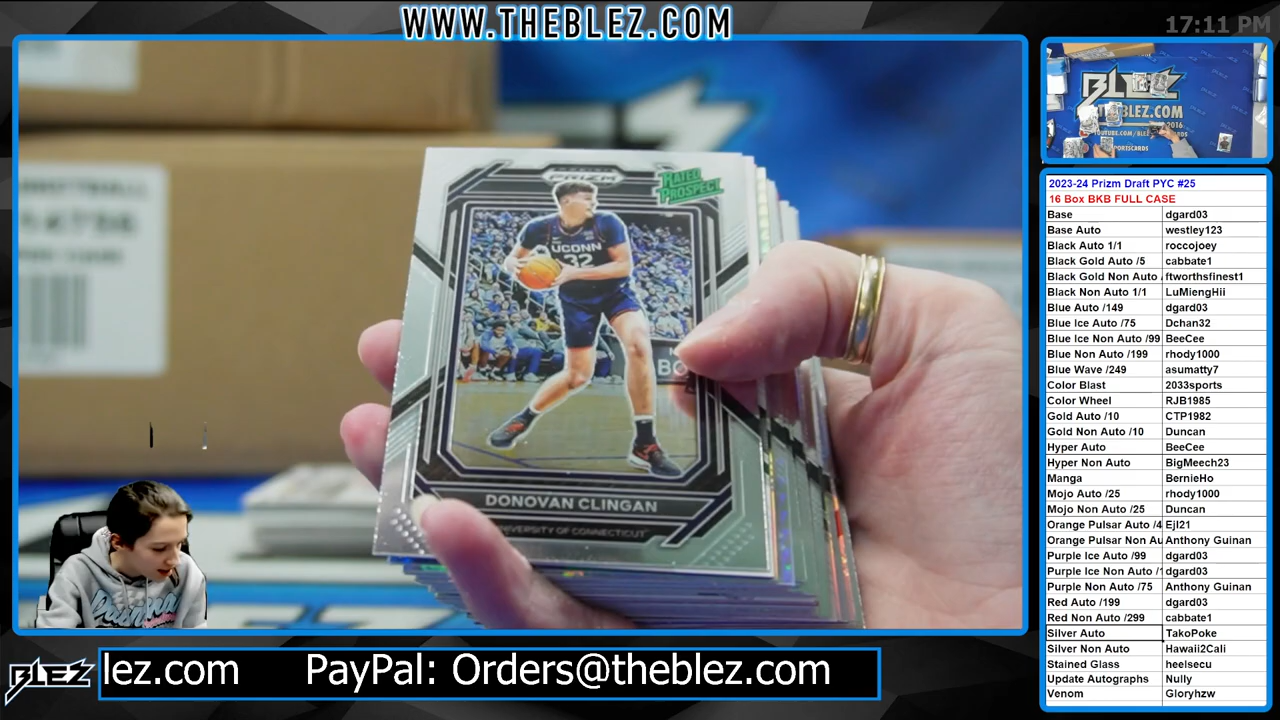 WWW.THEBLEZ.COM
17:11 PM
BLEZ
PRIZM
RATED
PROSPECT
UCONN
32
BO
DONOVAN CLINGAN
UNIVERSITY OF CONNECTICUT
2023-24 Prizm Draft PYC #25
16 Box BKB FULL CASE
Base dgard03
Base Auto westley123
Black Auto 1/1 roccojoey
Black Gold Auto /5 cabbate1
Black Gold Non Auto ftworthsfinest1
Black Non Auto 1/1 LuMiengHii
Blue Auto /149 dgard03
Blue Ice Auto /75 Dchan32
Blue Ice Non Auto /99 BeeCee
Blue Non Auto /199 rhody1000
Blue Wave /249 asumatty7
Color Blast 2033sports
Color Wheel RJB1985
Gold Auto /10 CTP1982
Gold Non Auto /10 Duncan
Hyper Auto BeeCee
Hyper Non Auto BigMeech23
Manga BernieHo
Mojo Auto /25 rhody1000
Mojo Non Auto /25 Duncan
Orange Pulsar Auto /4 Ejl21
Orange Pulsar Non Au Anthony Guinan
Purple Ice Auto /99 dgard03
Purple Ice Non Auto /1 dgard03
Purple Non Auto /75 Anthony Guinan
Red Auto /199 dgard03
Red Non Auto /299 cabbate1
Silver Auto TakoPoke
Silver Non Auto Hawaii2Cali
Stained Glass heeisecu
Update Autographs Nully
Venom Gloryhzw
BLEZ
lez.com PayPal: Orders@theblez.com